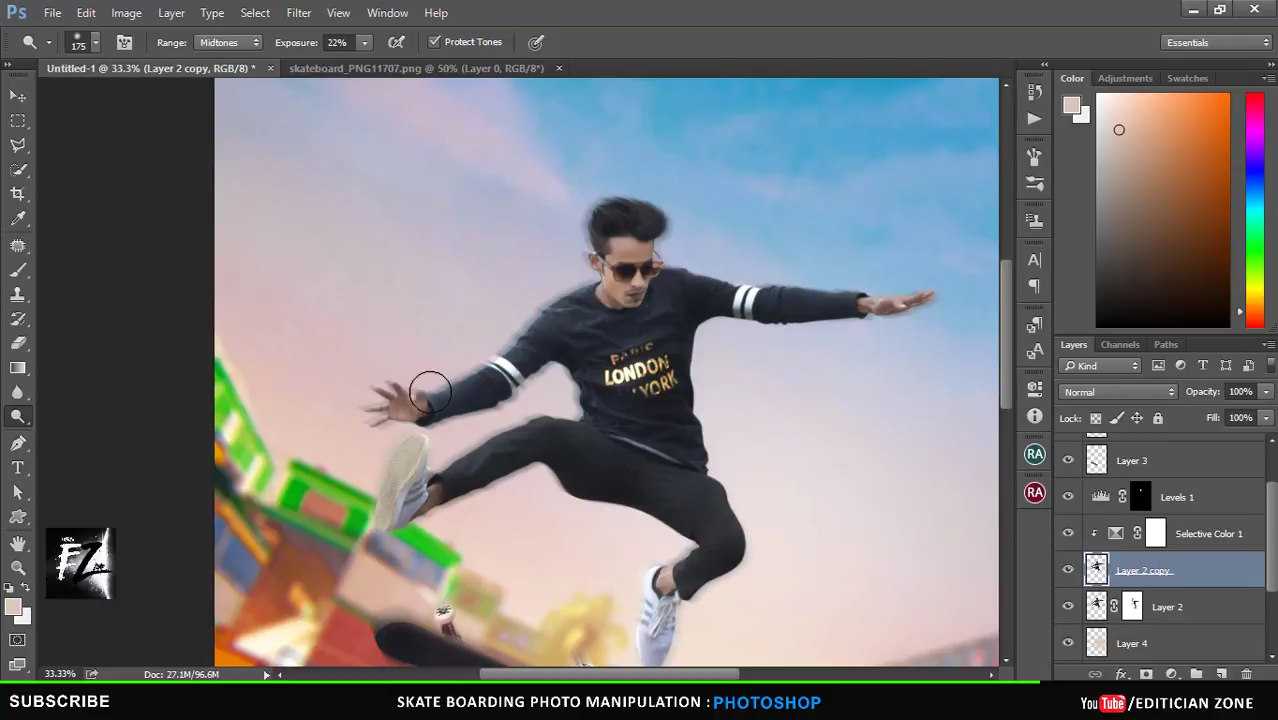 Ps File Edit Image Layer Type Select Filter 3D View Window Help
175 Range: Midtones Exposure: 22% Protect Tones Essentials
Untitled-1 @ 33.3% (Layer 2 copy, RGB/8) * × skateboard_PNG11707.png @ 50% (Layer 0, RGB/8*) ×
Color Adjustments Swatches
Layers Channels Paths
Kind
Normal Opacity: 100%
Lock: Fill: 100%
Layer 3
Levels 1
Selective Color 1
Layer 2 copy
Layer 2
Layer 4
LONDON
RA
RA
FZ
33.33% Doc: 27.1M/96.6M
SUBSCRIBE SKATE BOARDING PHOTO MANIPULATION : PHOTOSHOP YouTube/EDITICIAN ZONE